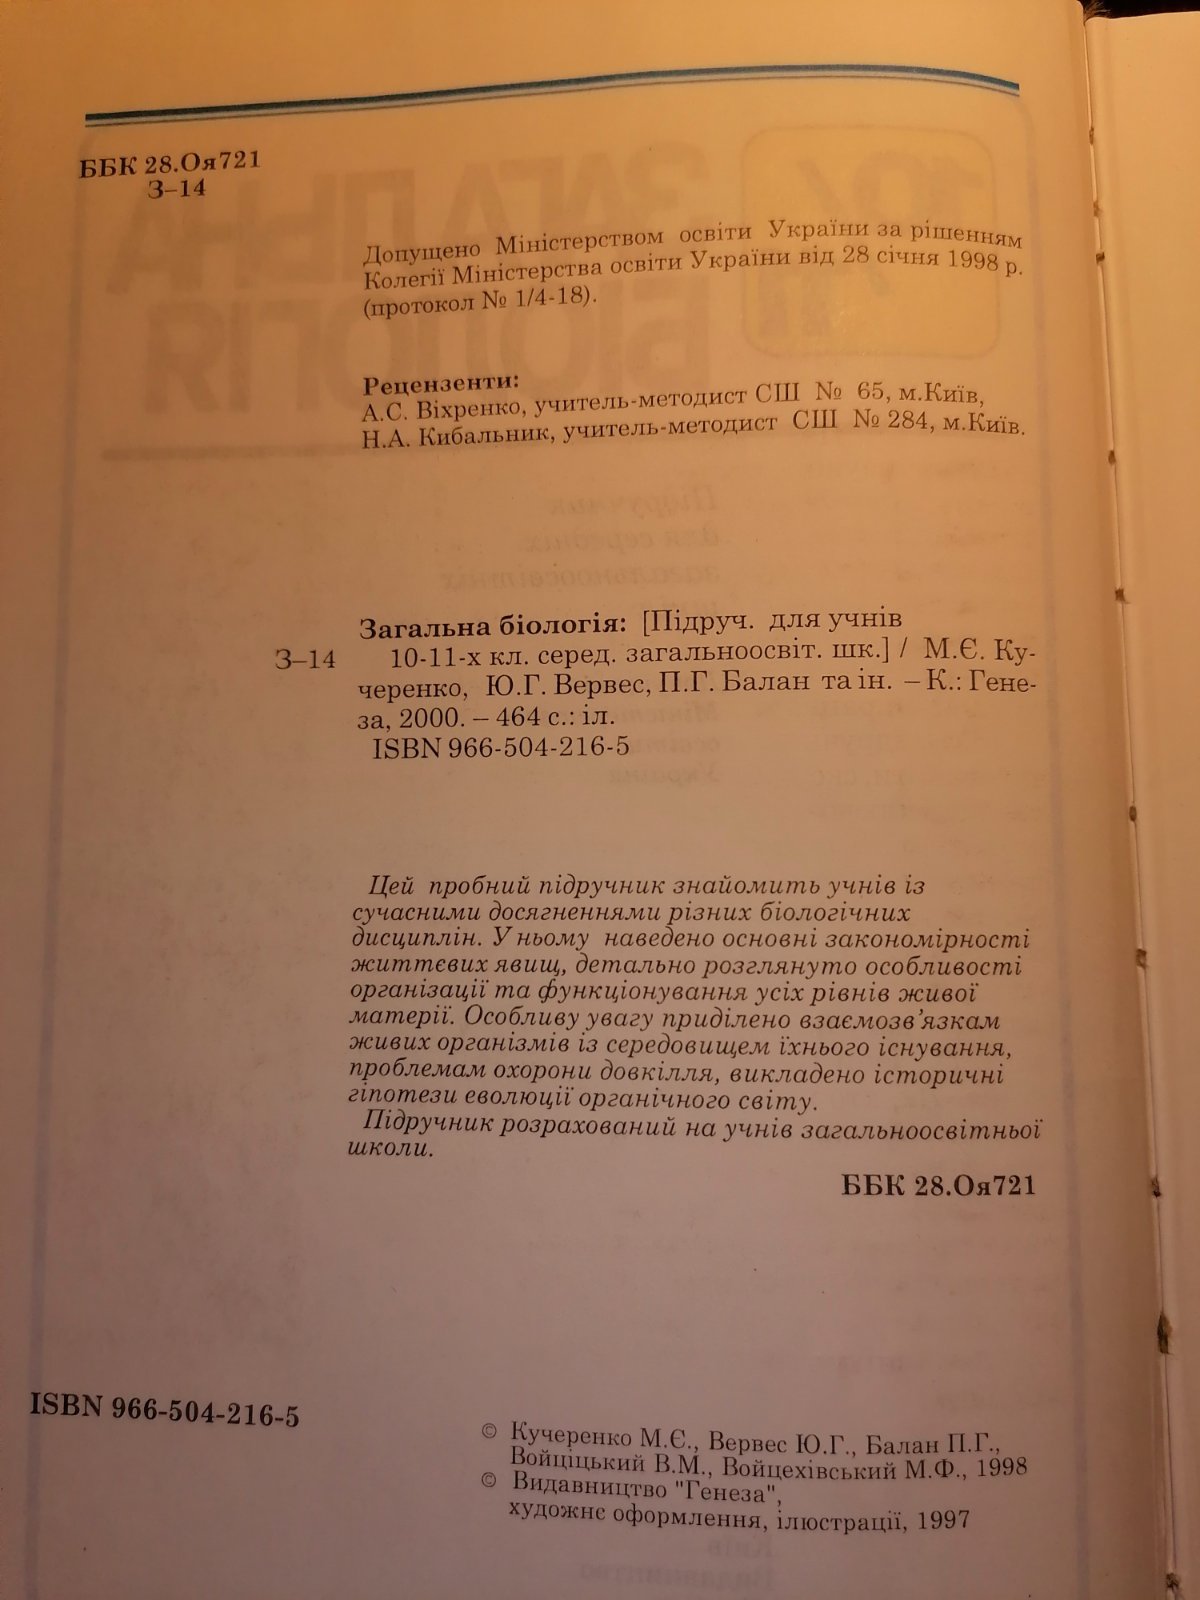 ББК 28.Оя721
З–14
Допущено Міністерством освіти України за рішенням
Колегії Міністерства освіти України від 28 січня 1998 р.
(протокол № 1/4-18).
Рецензенти:
А.С. Віхренко, учитель-методист СШ № 65, м.Київ,
Н.А. Кибальник, учитель-методист СШ № 284, м.Київ.
Загальна біологія: [Підруч. для учнів
З–14 10-11-х кл. серед. загальноосвіт. шк.] / М.Є. Ку-
черенко, Ю.Г. Вервес, П.Г. Балан та ін. – К.: Гене-
за, 2000. – 464 с.: іл.
ISBN 966-504-216-5
Цей пробний підручник знайомить учнів із
сучасними досягненнями різних біологічних
дисциплін. У ньому наведено основні закономірності
життєвих явищ, детально розглянуто особливості
організації та функціонування усіх рівнів живої
матерії. Особливу увагу приділено взаємозв'язкам
живих організмів із середовищем їхнього існування,
проблемам охорони довкілля, викладено історичні
гіпотези еволюції органічного світу.
Підручник розрахований на учнів загальноосвітньої
школи.
ББК 28.Оя721
ISBN 966-504-216-5
© Кучеренко М.Є., Вервес Ю.Г., Балан П.Г.,
Войціцький В.М., Войцехівський М.Ф., 1998
© Видавництво "Генеза",
художнє оформлення, ілюстрації, 1997